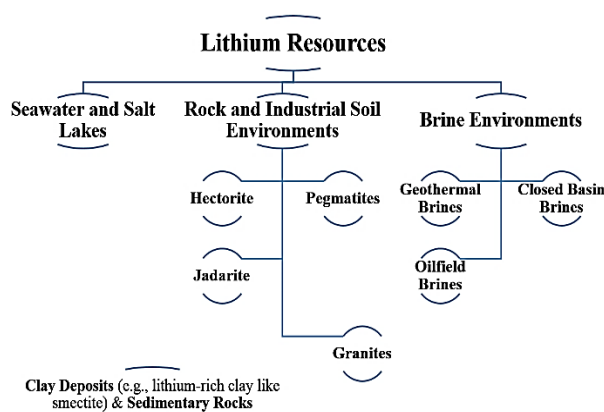 Lithium Resources
Seawater and Salt
Lakes
Rock and Industrial Soil
Environments
Brine Environments
Hectorite
Pegmatites
Geothermal
Brines
Closed Basin
Brines
Jadarite
Oilfield
Brines
Granites
Clay Deposits (e.g., lithium-rich clay like
smectite) & Sedimentary Rocks